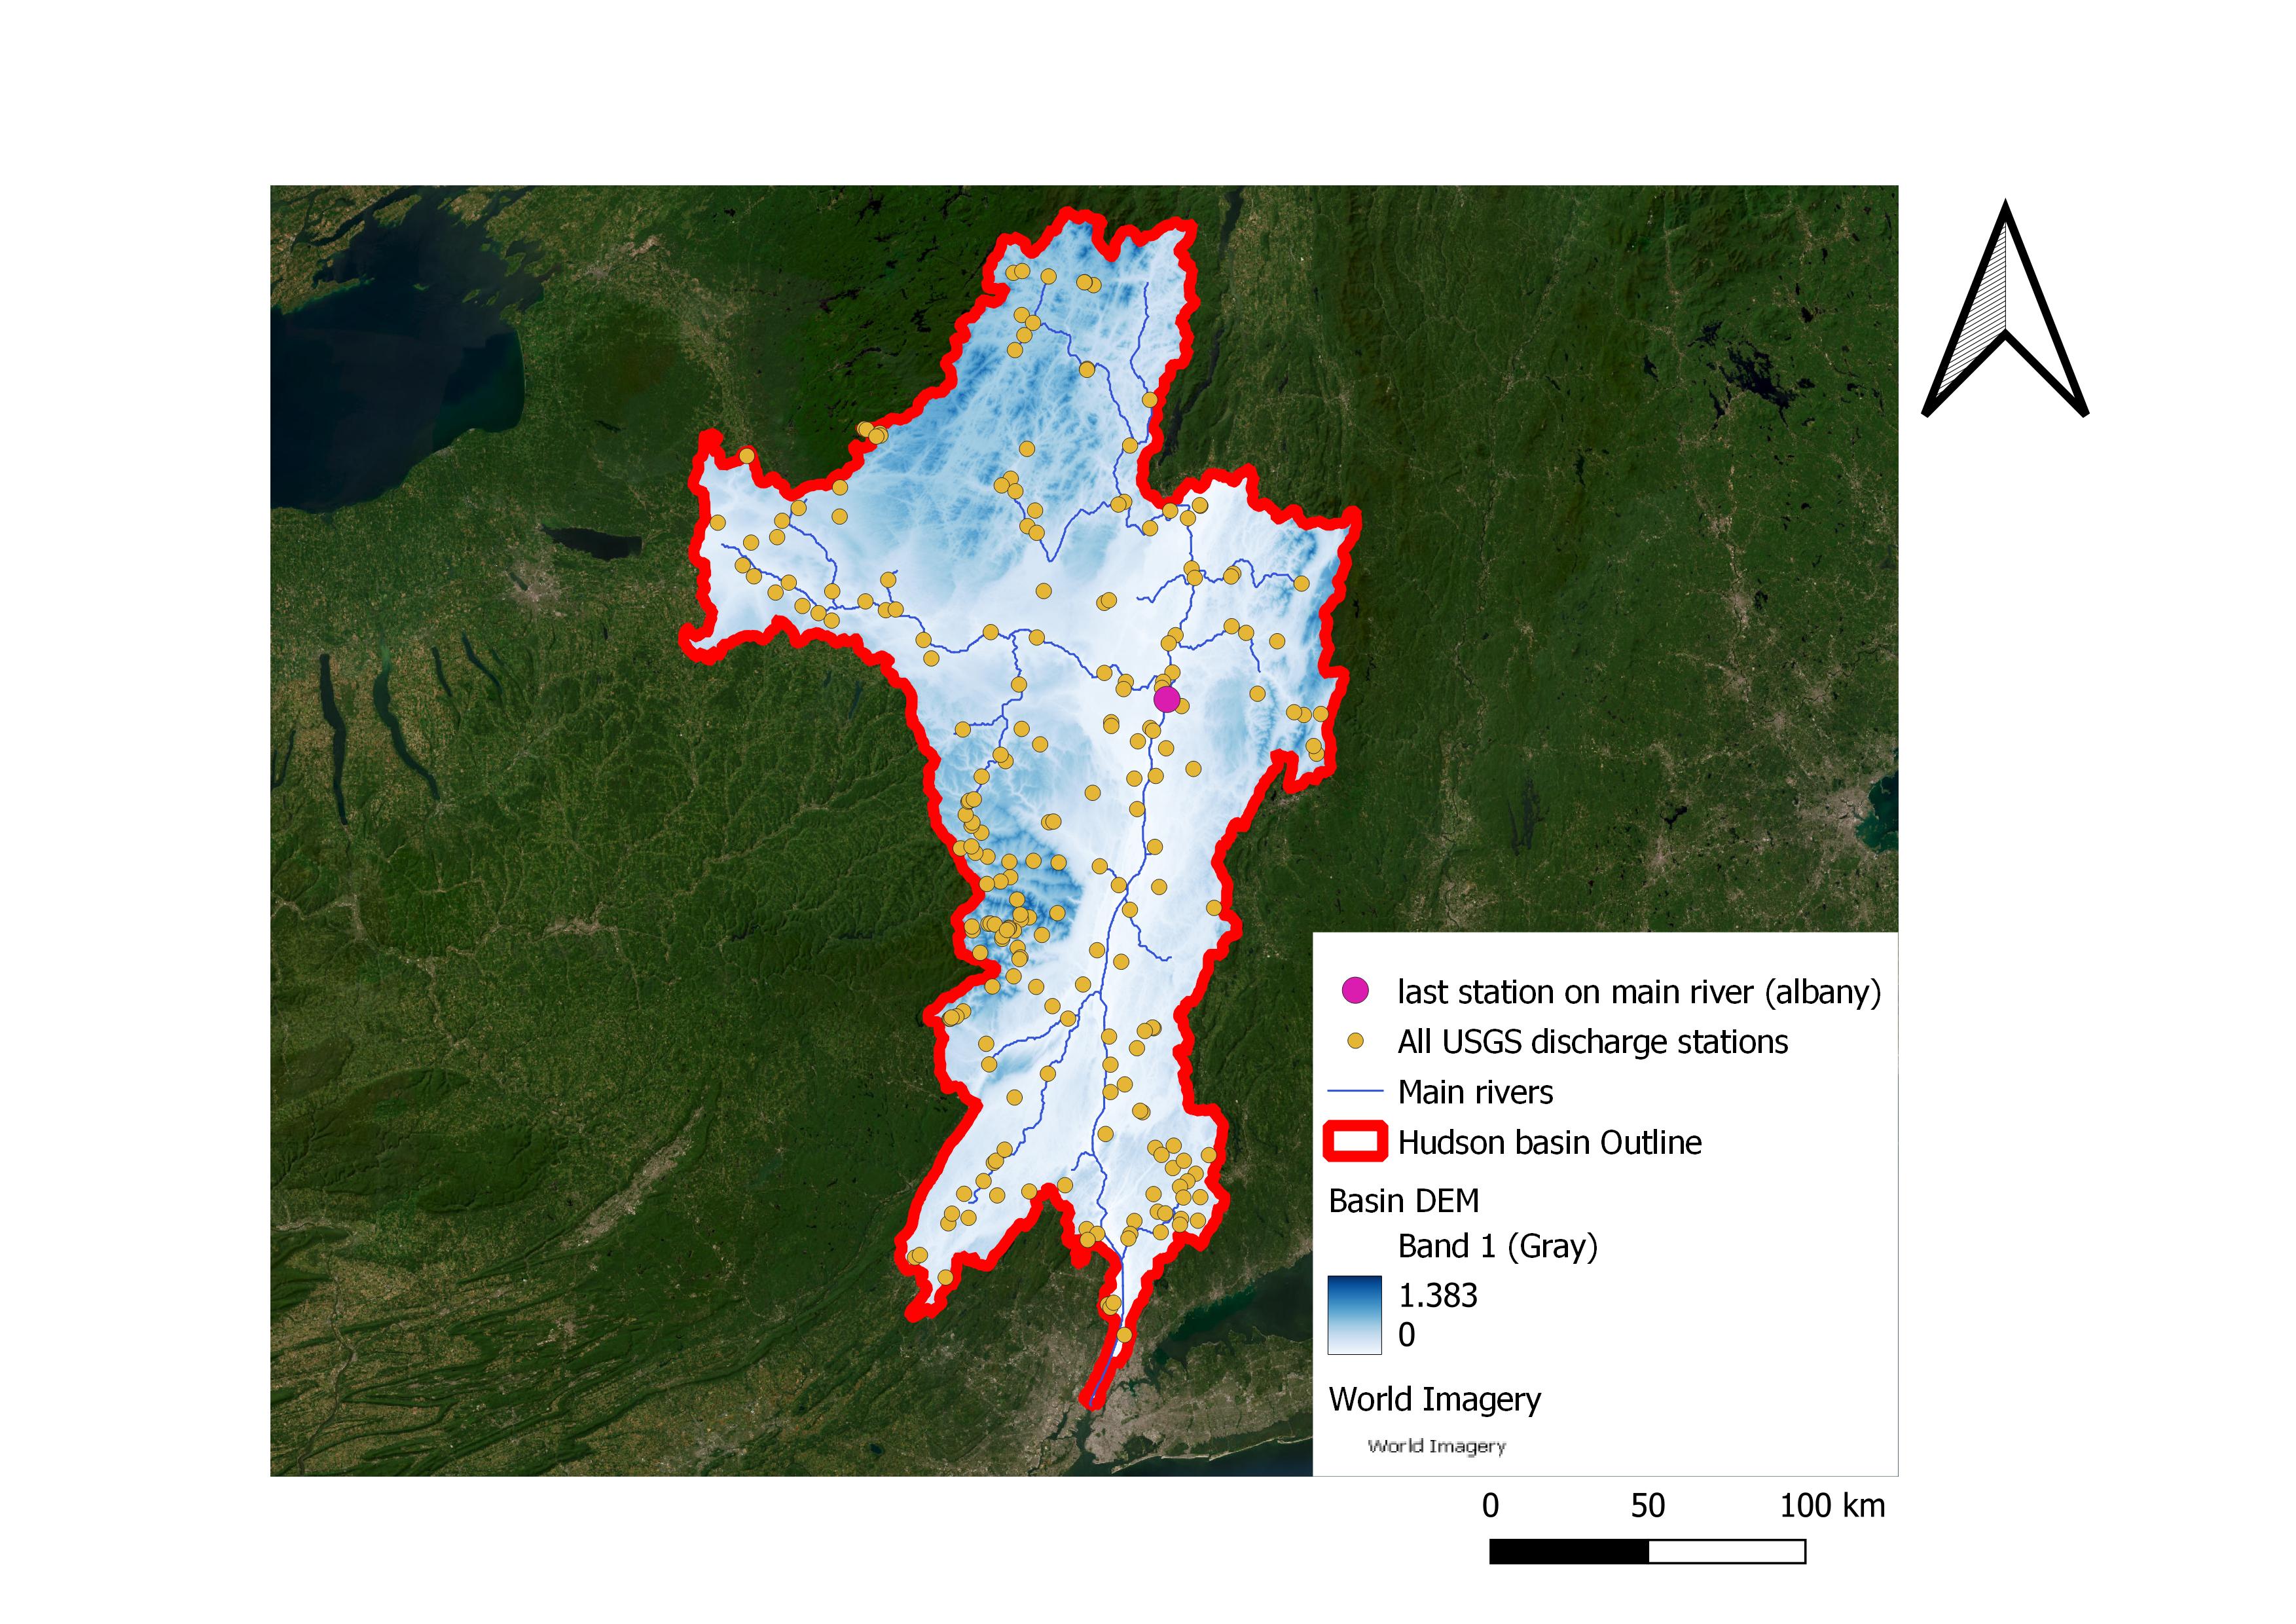 last station on main river (albany)
All USGS discharge stations
Main rivers
Hudson basin Outline
Basin DEM
Band 1 (Gray)
1.383
0
World Imagery
World Imagery
0 50 100 km